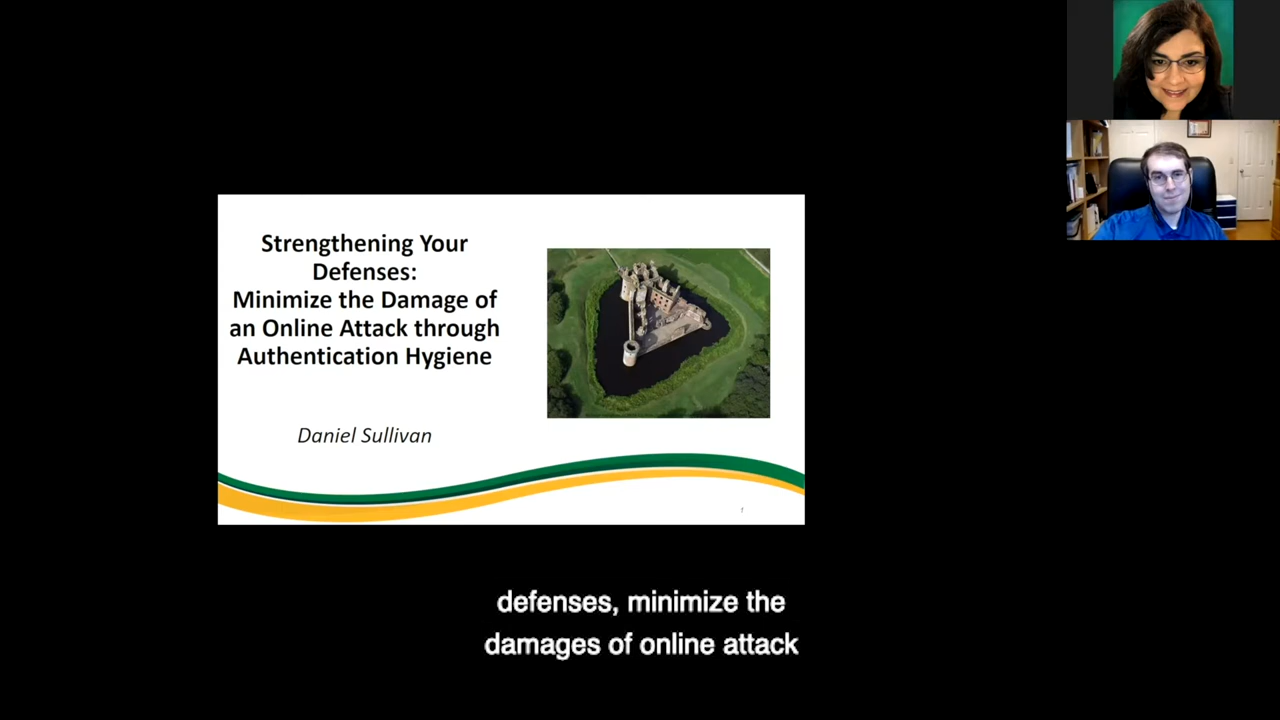 Strengthening Your
Defenses:
Minimize the Damage of
an Online Attack through
Authentication Hygiene
Daniel Sullivan
1
defenses, minimize the
damages of online attack